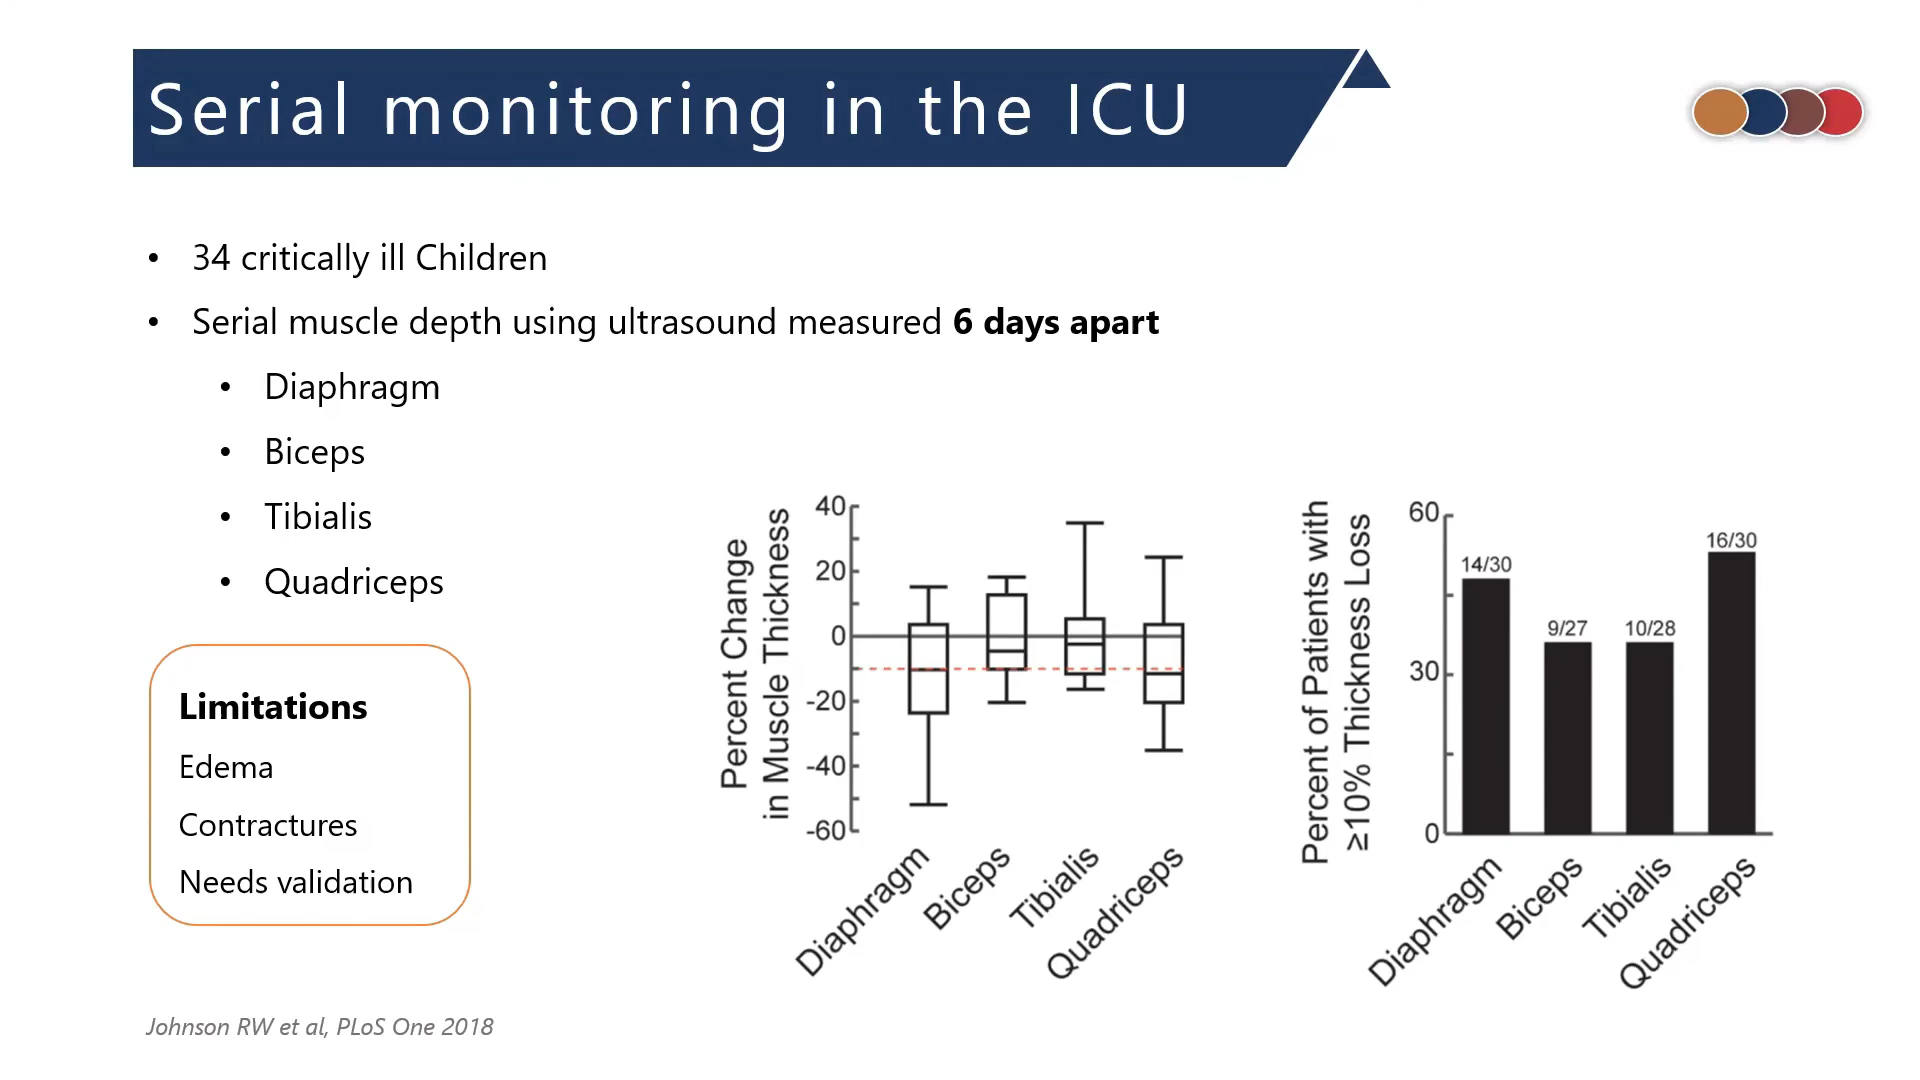 Serial monitoring in the ICU
• 34 critically ill Children
• Serial muscle depth using ultrasound measured 6 days apart
• Diaphragm
• Biceps
• Tibialis
• Quadriceps
Limitations
Edema
Contractures
Needs validation
Percent Change
in Muscle Thickness
40
20
0
-20
-40
-60
Diaphragm
Biceps
Tibialis
Quadriceps
Percent of Patients with
≥10% Thickness Loss
60
30
0
14/30
9/27
10/28
16/30
Diaphragm
Biceps
Tibialis
Quadriceps
Johnson RW et al, PLoS One 2018